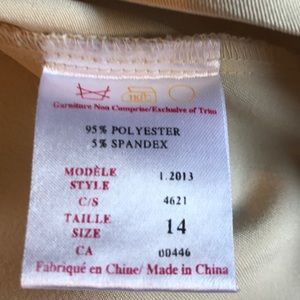 Garniture Non Comprise/Exclusive of Trim
95% POLYESTER
5% SPANDEX
MODÈLE
STYLE 1.2013
C/S 4621
TAILLE
SIZE 14
CA 00446
Fabriqué en Chine/ Made in China